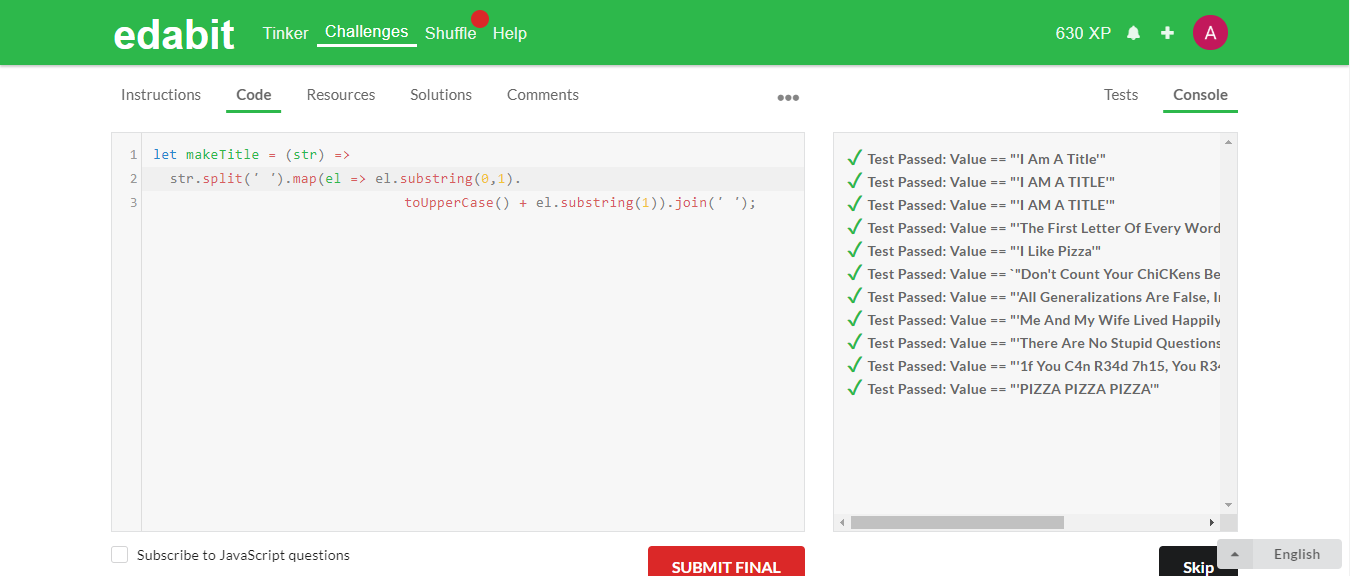 edabit Tinker Challenges Shuffle Help 630 XP A
Instructions Code Resources Solutions Comments ••• Tests Console
1 let makeTitle = (str) =>
2 str.split(' ').map(el => el.substring(0,1).
3 toUpperCase() + el.substring(1)).join(' ');
✓ Test Passed: Value == "'I Am A Title'"
✓ Test Passed: Value == "'I AM A TITLE'"
✓ Test Passed: Value == "'I AM A TITLE'"
✓ Test Passed: Value == "'The First Letter Of Every Word
✓ Test Passed: Value == "'I Like Pizza'"
✓ Test Passed: Value == `"Don't Count Your ChiCKens Be
✓ Test Passed: Value == "'All Generalizations Are False, I
✓ Test Passed: Value == "'Me And My Wife Lived Happily
✓ Test Passed: Value == "'There Are No Stupid Questions
✓ Test Passed: Value == "'1f You C4n R34d 7h15, You R34
✓ Test Passed: Value == "'PIZZA PIZZA PIZZA'"
Subscribe to JavaScript questions
SUBMIT FINAL
Skip
English